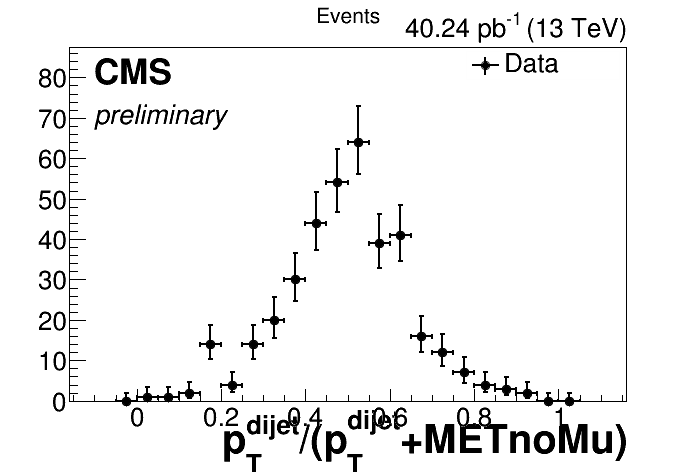 Events
40.24 pb-1 (13 TeV)
CMS
preliminary
Data
80
70
60
50
40
30
20
10
0
0 0.2 0.4 0.6 0.8 1
pTdijet/(pTdijet+METnoMu)